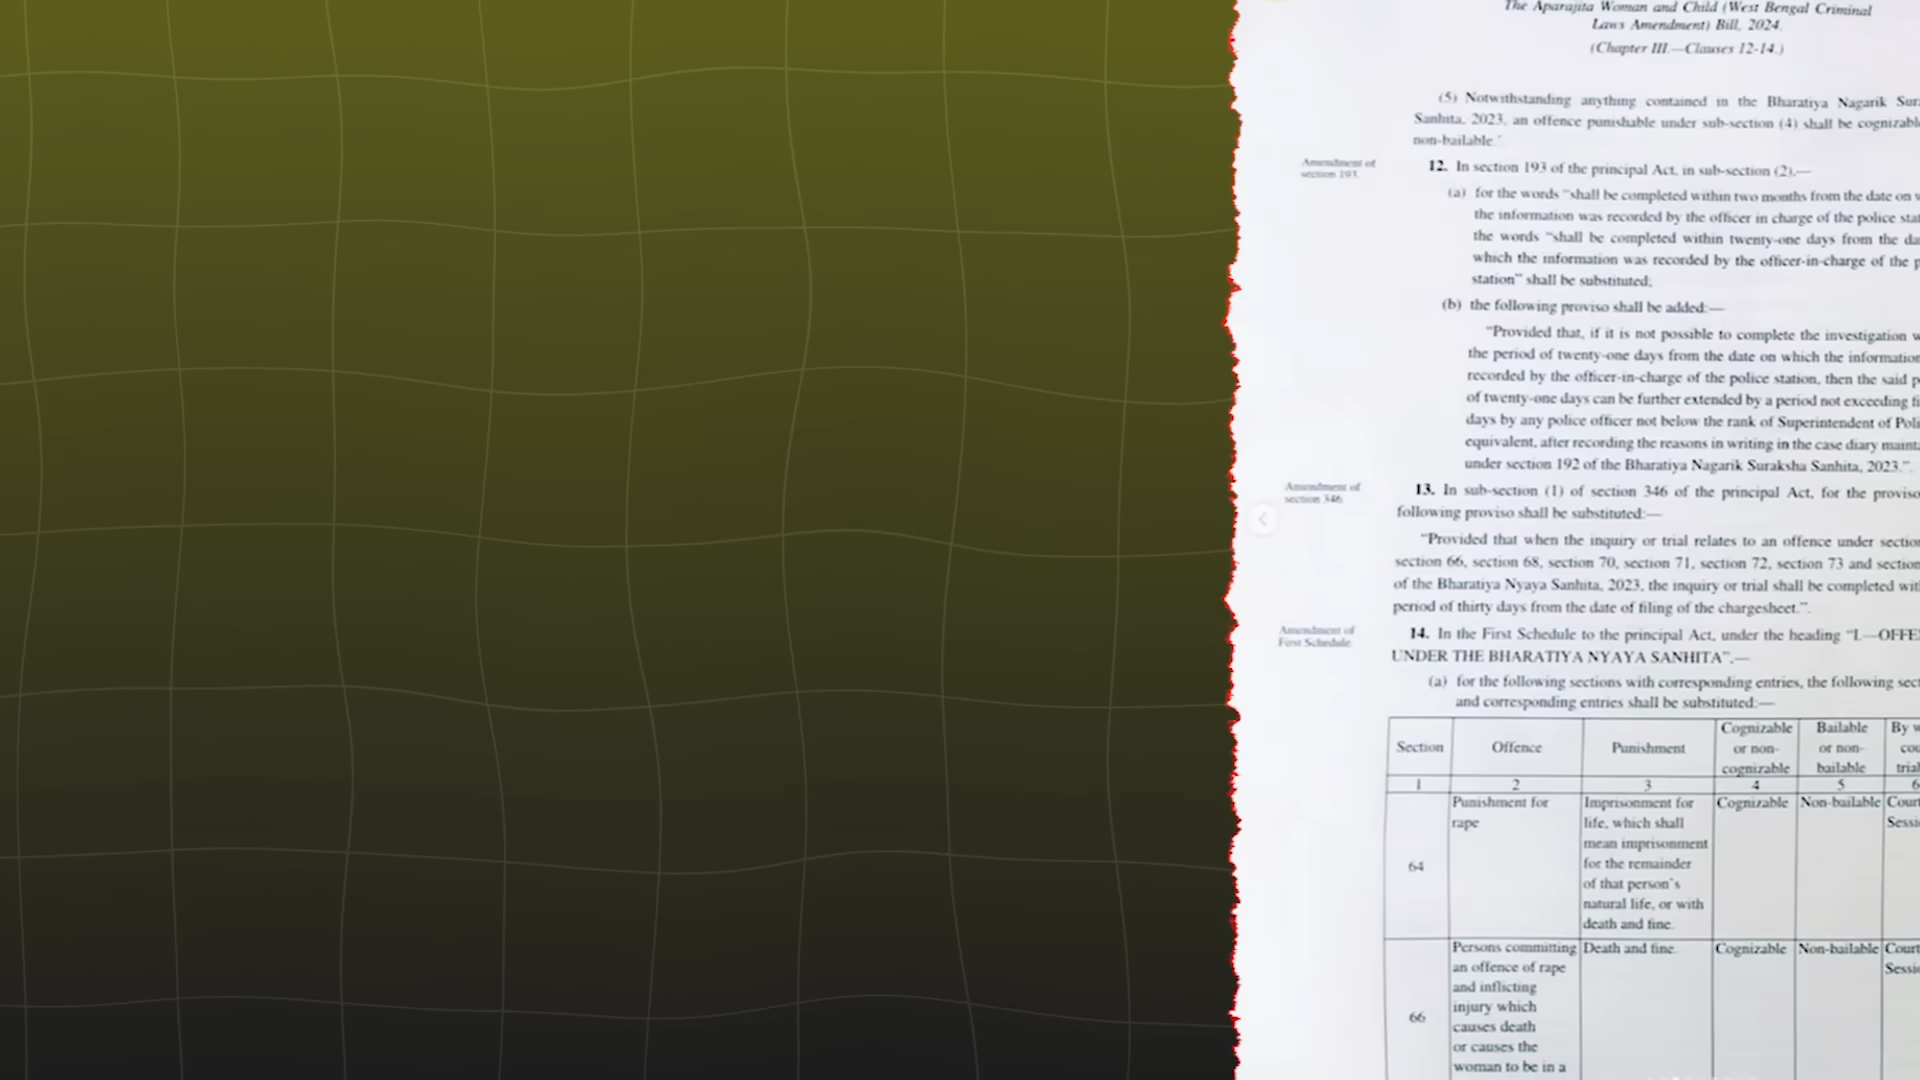 The Aparajita Woman and Child (West Bengal Criminal
Laws Amendment) Bill, 2024.
(Chapter III.—Clauses 12-14.)
(5) Notwithstanding anything contained in the Bharatiya Nagarik
Sanhita, 2023, an offence punishable under sub-section (4) shall be
non-bailable.'
Amendment of
section 193.
12. In section 193 of the principal Act, in sub-section (2),—
(a) for the words "shall be completed within two months from the date on
the information was recorded by the officer in charge of the police
the words "shall be completed within twenty-one days from the
which the information was recorded by the officer-in-charge of the
station" shall be substituted;
(b) the following proviso shall be added:—
"Provided that, if it is not possible to complete the investigation
the period of twenty-one days from the date on which the information
recorded by the officer-in-charge of the police station, then the said
of twenty-one days can be further extended by a period not exceeding
days by any police officer not below the rank of Superintendent of
equivalent, after recording the reasons in writing in the case diary
under section 192 of the Bharatiya Nagarik Suraksha Sanhita, 2023.".
Amendment of
section 346.
13. In sub-section (1) of section 346 of the principal Act, for the proviso
following proviso shall be substituted:—
"Provided that when the inquiry or trial relates to an offence under
section 66, section 68, section 70, section 71, section 72, section 73 and section
of the Bharatiya Nyaya Sanhita, 2023, the inquiry or trial shall be completed
period of thirty days from the date of filing of the chargesheet.".
Amendment of
First Schedule.
14. In the First Schedule to the principal Act, under the heading "I.—
UNDER THE BHARATIYA NYAYA SANHITA",—
(a) for the following sections with corresponding entries, the following
and corresponding entries shall be substituted:—
Section
Offence
Punishment
Cognizable
or non-
cognizable
Bailable
or non-
bailable
By
1
2
3
4
5
6
64
Punishment for
rape
Imprisonment for
life, which shall
mean imprisonment
for the remainder
of that person's
natural life, or with
death and fine.
Cognizable
Non-bailable
Court
66
Persons committing
an offence of rape
and inflicting
injury which
causes death
or causes the
woman to be in a
Death and fine.
Cognizable
Non-bailable
Court